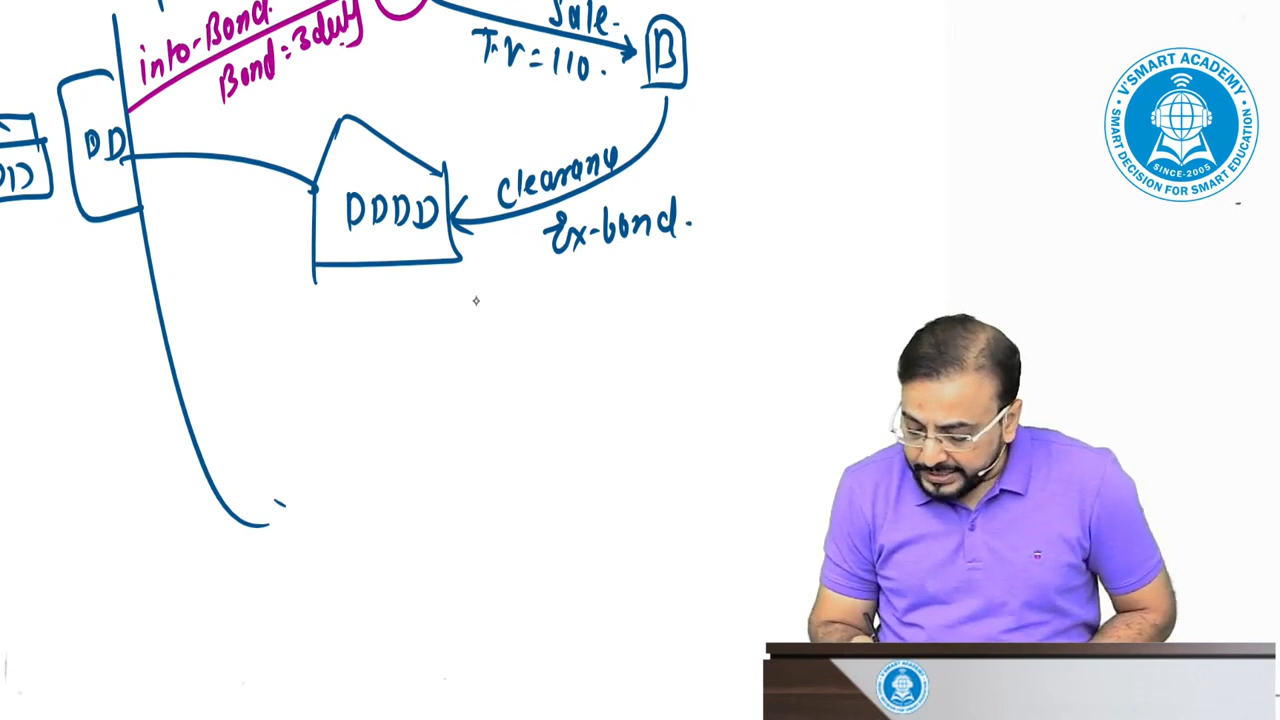 into-Bond.
Bond = 3duty
Sale.
T.V = 110.
B
DD
DDDD
Clearance
Ex-bond.
V'SMART ACADEMY
SMART DECISION FOR SMART EDUCATION
SINCE-2005